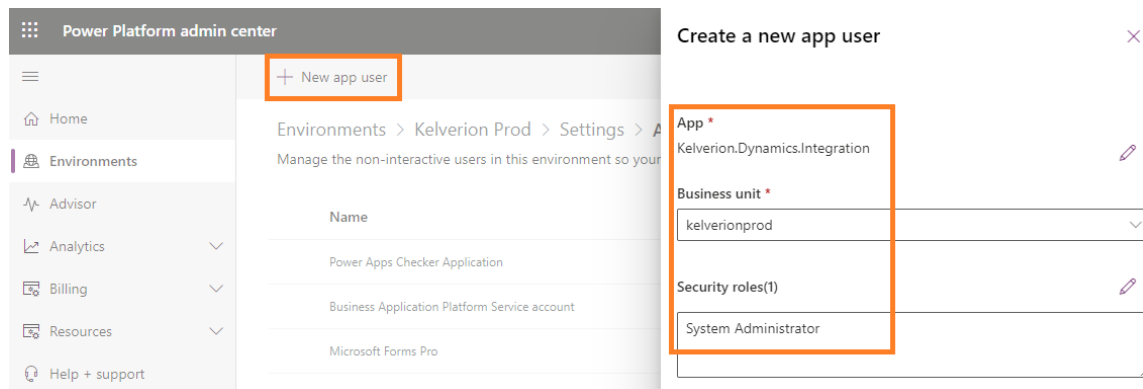 Power Platform admin center
New app user
Home
Environments
Advisor
Analytics
Billing
Resources
Help + support
Environments > Kelverion Prod > Settings > A
Manage the non-interactive users in this environment so your
Name
Power Apps Checker Application
Business Application Platform Service account
Microsoft Forms Pro
Create a new app user
App *
Kelverion.Dynamics.Integration
Business unit *
kelverionprod
Security roles(1)
System Administrator